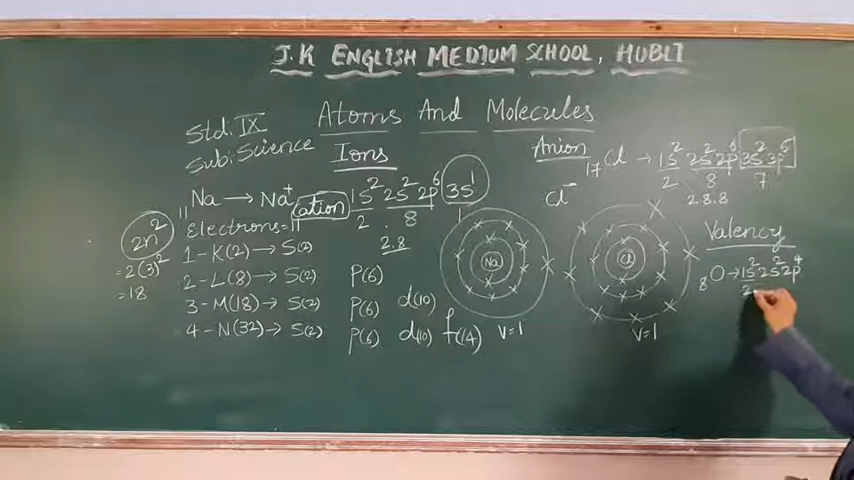 J.K ENGLISH MEDIUM SCHOOL, HUBLI
Std: IX
Sub: Science
Atoms And Molecules
Ions
Na → Na⁺
11
Cation
1s² 2s² 2p⁶ 3s¹
2 . 8 1
2.8
Electrons = 11
2n²
= 2(3)²
= 18
1 - K(2) → S(2)
2 - L(8) → S(2) P(6)
3 - M(18) → S(2) P(6) d(10)
4 - N(32) → S(2) P(6) d(10) f(14)
Na
V=1
Anion
₁₇Cl → 1s² 2s² 2p⁶ 3s² 3p⁵
2 8 7
2.8.8
Cl⁻
Cl
V=1
Valency
₈O → 1s² 2s² 2p⁴
2